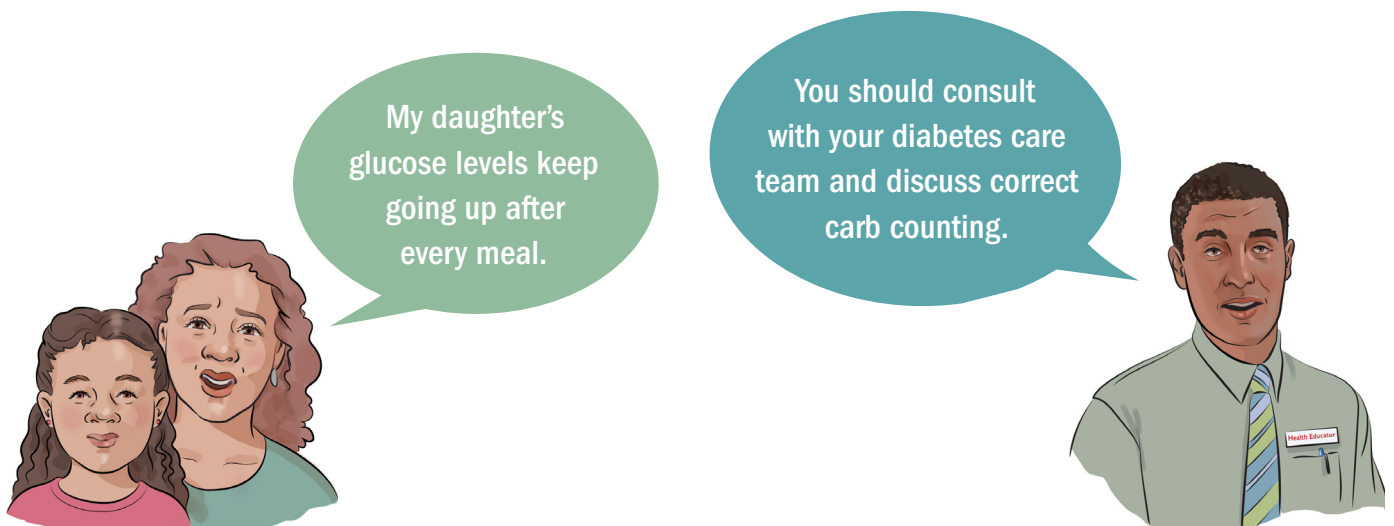 My daughter’s
glucose levels keep
going up after
every meal.
You should consult
with your diabetes care
team and discuss correct
carb counting.
Health Educator